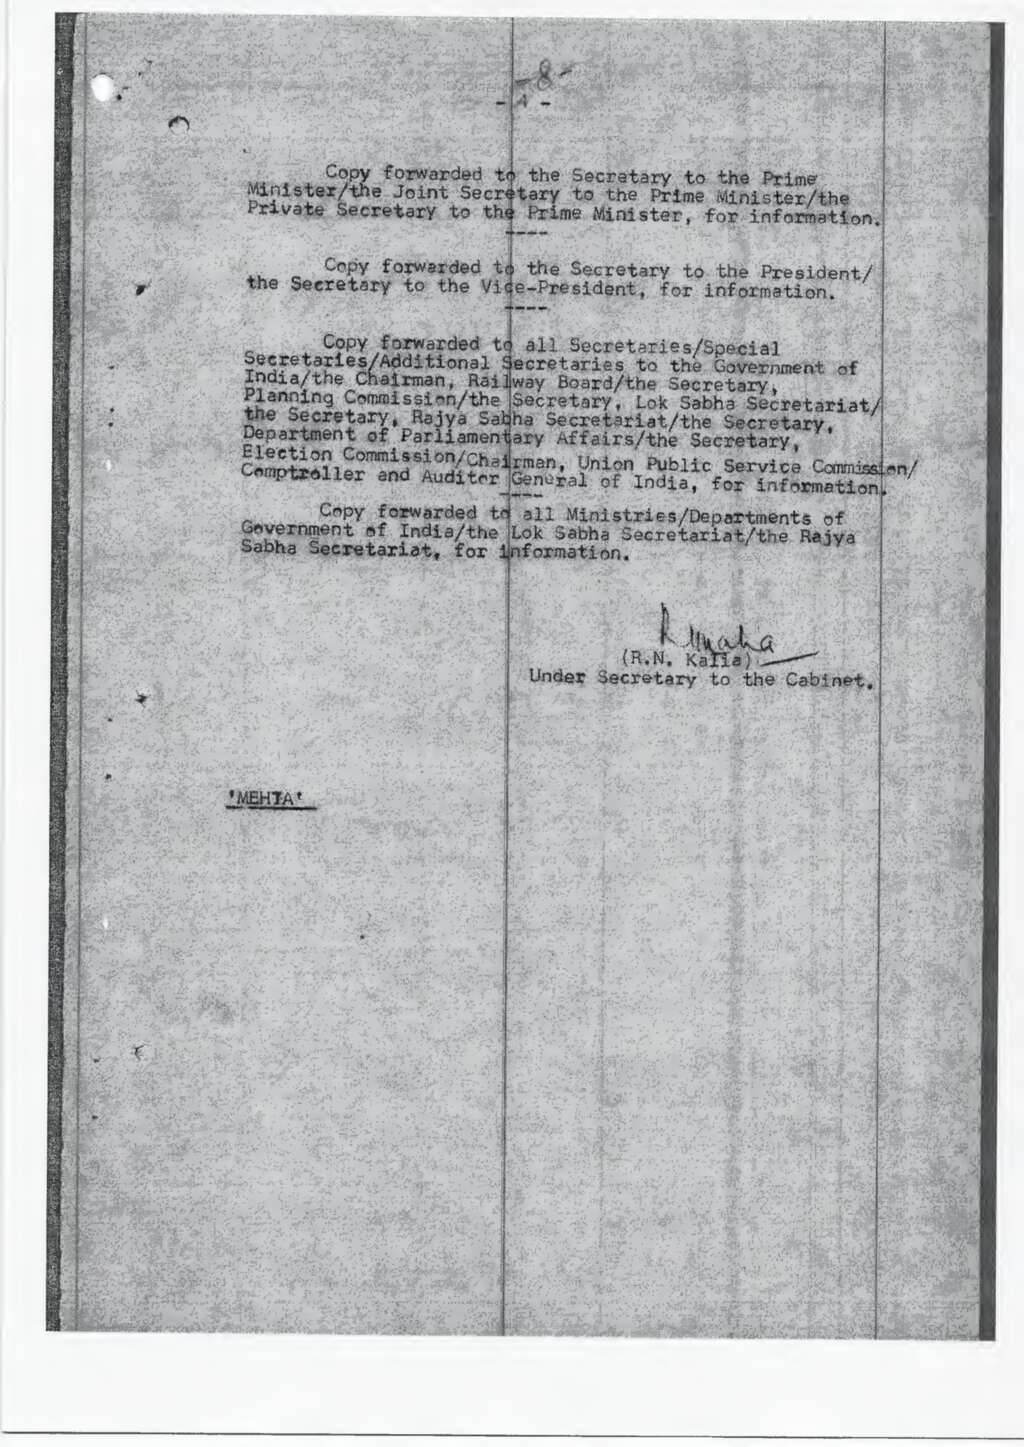 -8-
Copy forwarded to the Secretary to the Prime
Minister/the Joint Secretary to the Prime Minister/the
Private Secretary to the Prime Minister, for information.
----
Copy forwarded to the Secretary to the President/
the Secretary to the Vice-President, for information.
----
Copy forwarded to all Secretaries/Special
Secretaries/Additional Secretaries to the Government of
India/the Chairman, Railway Board/the Secretary,
Planning Commission/the Secretary, Lok Sabha Secretariat/
the Secretary, Rajya Sabha Secretariat/the Secretary,
Department of Parliamentary Affairs/the Secretary,
Election Commission/Chairman, Union Public Service Commission/
Comptroller and Auditor General of India, for information.
----
Copy forwarded to all Ministries/Departments of
Government of India/the Lok Sabha Secretariat/the Rajya
Sabha Secretariat, for information.
(R.N. Kalia)
Under Secretary to the Cabinet.
'MEHTA'